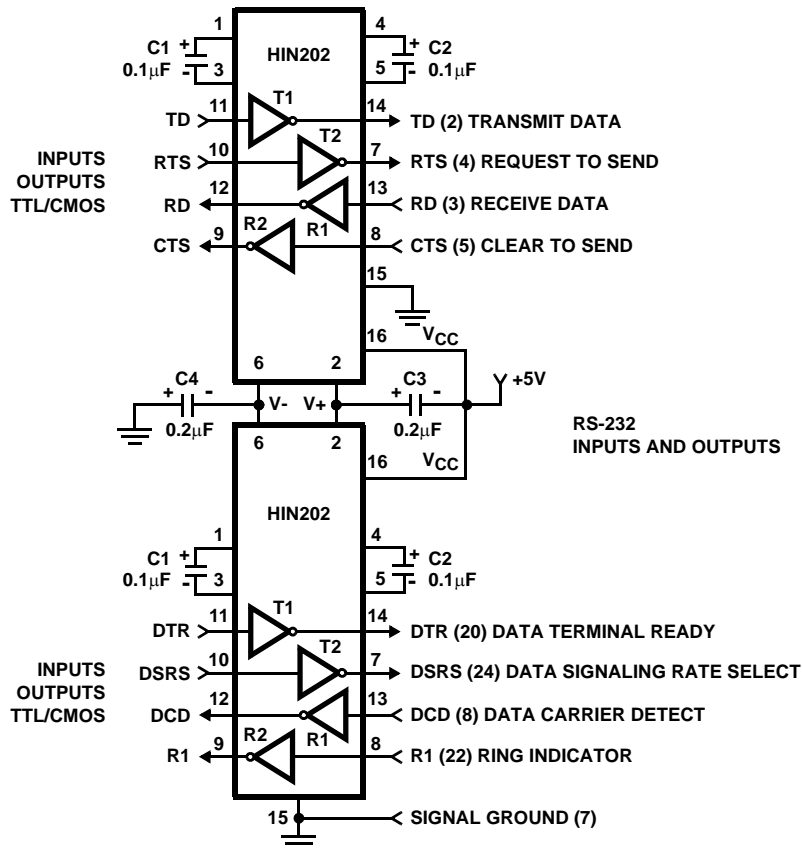 1
4
C1 +
HIN202
+ C2
0.1μF - 3
5 - 0.1μF
11 T1 14
TD TD (2) TRANSMIT DATA
10 T2 7
INPUTS RTS RTS (4) REQUEST TO SEND
OUTPUTS 12 13
TTL/CMOS RD RD (3) RECEIVE DATA
9 R2 R1 8
CTS CTS (5) CLEAR TO SEND
15
16 VCC
6 2
C4 C3 +5V
+ - V- V+ + -
0.2μF 0.2μF
RS-232
INPUTS AND OUTPUTS
6 2
16 VCC
HIN202
1 4
C1 + + C2
0.1μF - 3 5 - 0.1μF
11 T1 14
DTR DTR (20) DATA TERMINAL READY
10 T2 7
INPUTS DSRS DSRS (24) DATA SIGNALING RATE SELECT
OUTPUTS 12 13
TTL/CMOS DCD DCD (8) DATA CARRIER DETECT
9 R2 R1 8
R1 R1 (22) RING INDICATOR
15 SIGNAL GROUND (7)